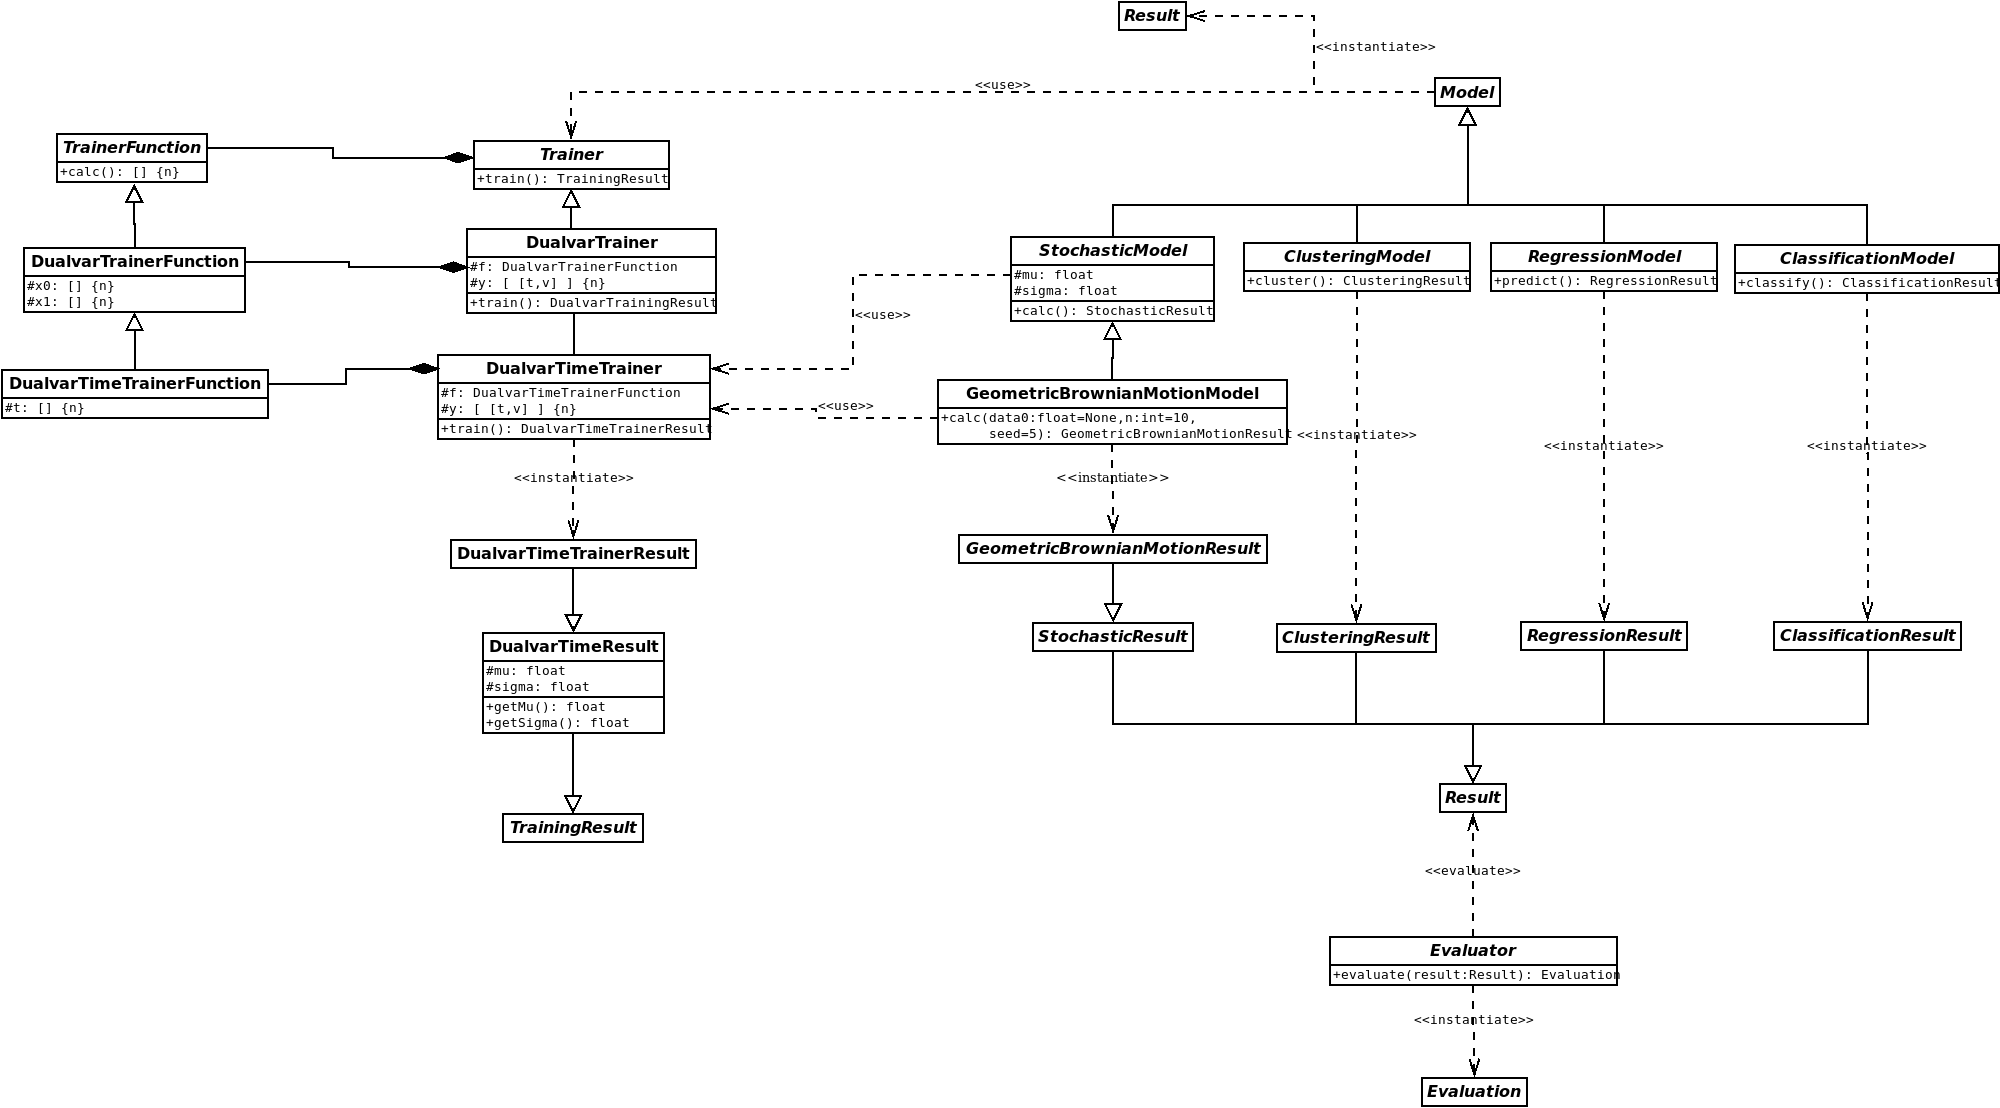 Result
<<instantiate>>
<<use>>
Model
TrainerFunction
+calc(): [] {n}
Trainer
+train(): TrainingResult
DualvarTrainerFunction
#x0: [] {n}
#x1: [] {n}
DualvarTrainer
#f: DualvarTrainerFunction
#y: [ [t,v] ] {n}
+train(): DualvarTrainingResult
StochasticModel
#mu: float
#sigma: float
+calc(): StochasticResult
ClusteringModel
+cluster(): ClusteringResult
RegressionModel
+predict(): RegressionResult
ClassificationModel
+classify(): ClassificationResult
<<use>>
DualvarTimeTrainerFunction
#t: [] {n}
DualvarTimeTrainer
#f: DualvarTimeTrainerFunction
#y: [ [t,v] ] {n}
+train(): DualvarTimeTrainerResult
<<use>>
GeometricBrownianMotionModel
+calc(data0:float=None,n:int=10,
seed=5): GeometricBrownianMotionResult
<<instantiate>>
<<instantiate>>
<<instantiate>>
<<instantiate>>
<<instantiate>>
DualvarTimeTrainerResult
GeometricBrownianMotionResult
DualvarTimeResult
#mu: float
#sigma: float
+getMu(): float
+getSigma(): float
StochasticResult
ClusteringResult
RegressionResult
ClassificationResult
TrainingResult
Result
<<evaluate>>
Evaluator
+evaluate(result:Result): Evaluation
<<instantiate>>
Evaluation